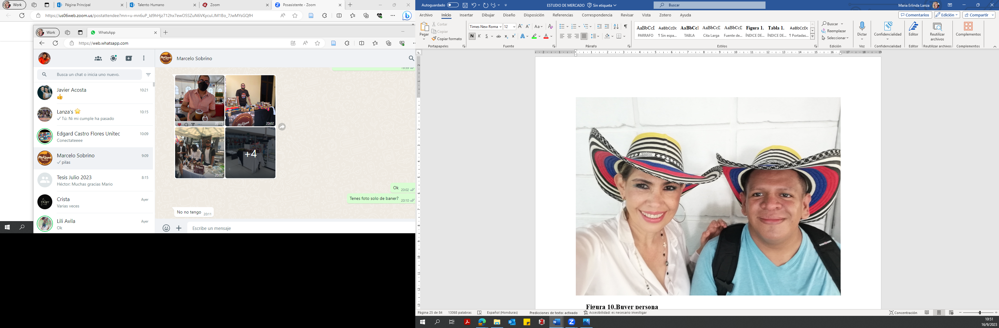 Work
Página Principal
Talento Humano
Zoom
Posasistente - Zoom
https://us06web.zoom.us/postattendee?mn=u-mn6uP_Id9hHjz712hx7ewO5SZuN6VKycuIJM1Bo_7JwMYsGQfH
Work
WhatsApp
https://web.whatsapp.com
Marcelo Sobrino
Busca un chat o inicia uno nuevo.
Javier Acosta 10:21
Lanza's 10:15
Tú: Ni mi cumple ha pasado
Edgard Castro Flores Unitec 10:09
Conectateeee
Marcelo Sobrino 9:09
pilas
Tesis Julio 2023 8:15
Héctor: Muchas gracias Mario
Crista Ayer
Varias veces
Lili Avila Ayer
Ok
19:59
20:02
20:02
20:02
+4
Ok 20:02
Tenes foto solo de baner? 20:10
No no tengo 20:11
Escribe un mensaje
Autoguardado
ESTUDIO DE MERCADO
Sin etiqueta
Buscar
Maria Erlinda Lanza
Archivo Inicio Insertar Dibujar Diseño Disposición Referencias Correspondencia Revisar Vista Zotero Ayuda
Comentarios Edición Compartir
Pegar
Cortar
Copiar
Copiar formato
Portapapeles
Times New Roma 12
N K S ab x₂ x²
Fuente
Párrafo
AaBbCcI AaBbCcDc AaBbCcI AaBbCcE AaBbCcE Figura 1. Tabla 1. AaBbCcDc
PARRAFO ¶ Sin espa... TABLA Cita Larga Fuente de... ÍNDICE DE... ÍNDICE DE... ¶ Portadas...
Estilos
Buscar
Reemplazar
Seleccionar
Edición
Dictar
Voz
Confidencialidad
Confidencialidad
Editor
Editor
Reutilizar archivos
Reutilizar archivos
Complementos
Complementos
Figura 10.Buyer persona
Página 25 de 84 13068 palabras Español (Honduras) Predicciones de texto: activado Accesibilidad: es necesario investigar
Concentración
10:51
16/9/2023